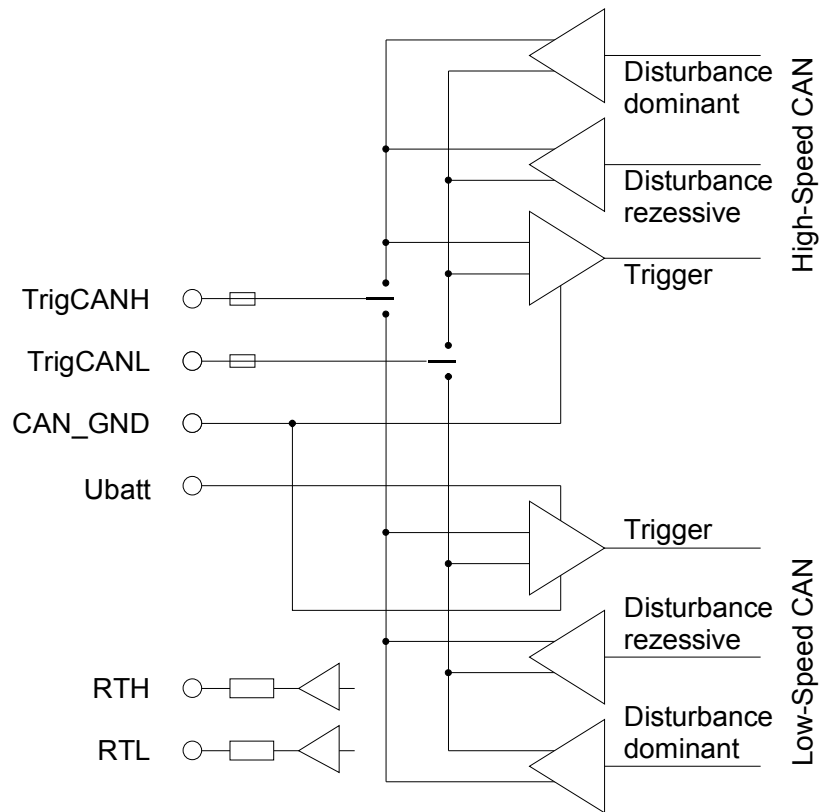 Disturbance
dominant
Disturbance
rezessive
Trigger
High-Speed CAN
TrigCANH
TrigCANL
CAN_GND
Ubatt
Trigger
Disturbance
rezessive
Disturbance
dominant
Low-Speed CAN
RTH
RTL